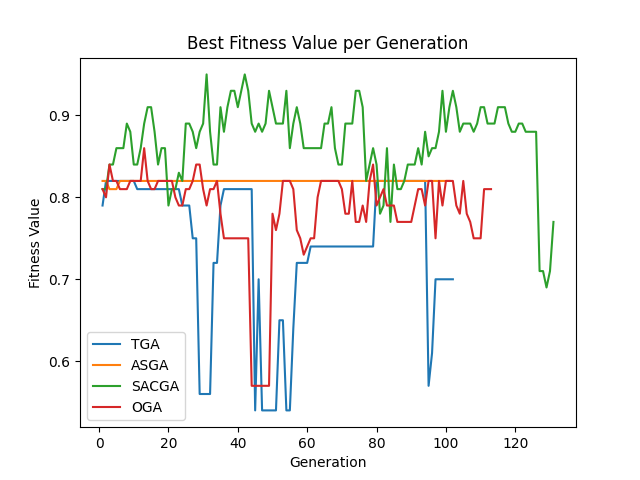 Best Fitness Value per Generation
Fitness Value
0.9
0.8
0.7
0.6
TGA
ASGA
SACGA
OGA
0 20 40 60 80 100 120
Generation